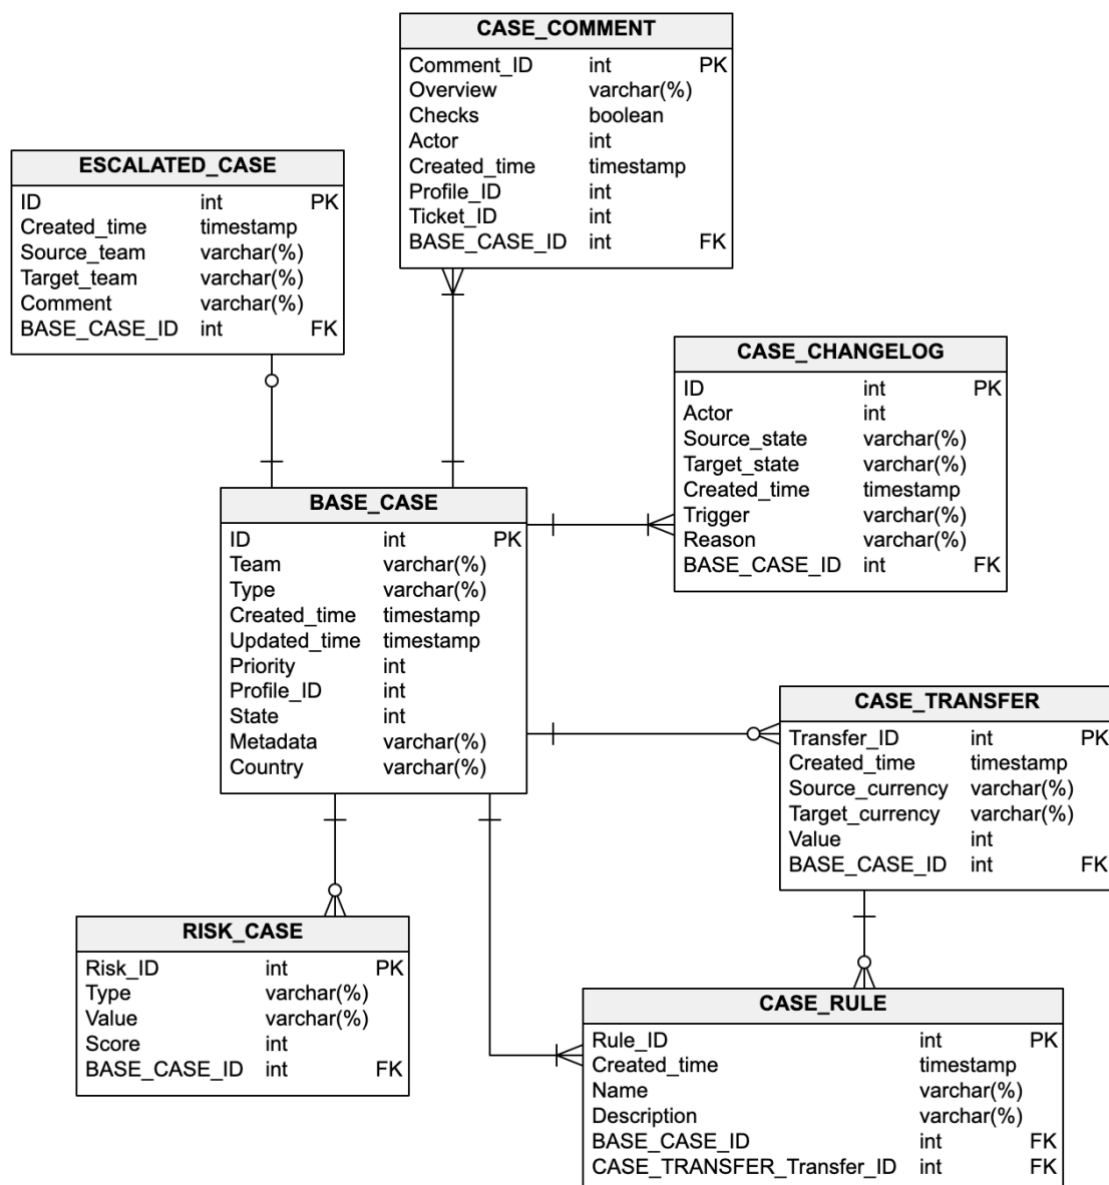 CASE_COMMENT
Comment_ID int PK
Overview varchar(%)
Checks boolean
Actor int
Created_time timestamp
Profile_ID int
Ticket_ID int
BASE_CASE_ID int FK
ESCALATED_CASE
ID int PK
Created_time timestamp
Source_team varchar(%)
Target_team varchar(%)
Comment varchar(%)
BASE_CASE_ID int FK
CASE_CHANGELOG
ID int PK
Actor int
Source_state varchar(%)
Target_state varchar(%)
Created_time timestamp
Trigger varchar(%)
Reason varchar(%)
BASE_CASE_ID int FK
BASE_CASE
ID int PK
Team varchar(%)
Type varchar(%)
Created_time timestamp
Updated_time timestamp
Priority int
Profile_ID int
State int
Metadata varchar(%)
Country varchar(%)
CASE_TRANSFER
Transfer_ID int PK
Created_time timestamp
Source_currency varchar(%)
Target_currency varchar(%)
Value int
BASE_CASE_ID int FK
RISK_CASE
Risk_ID int PK
Type varchar(%)
Value varchar(%)
Score int
BASE_CASE_ID int FK
CASE_RULE
Rule_ID int PK
Created_time timestamp
Name varchar(%)
Description varchar(%)
BASE_CASE_ID int FK
CASE_TRANSFER_Transfer_ID int FK